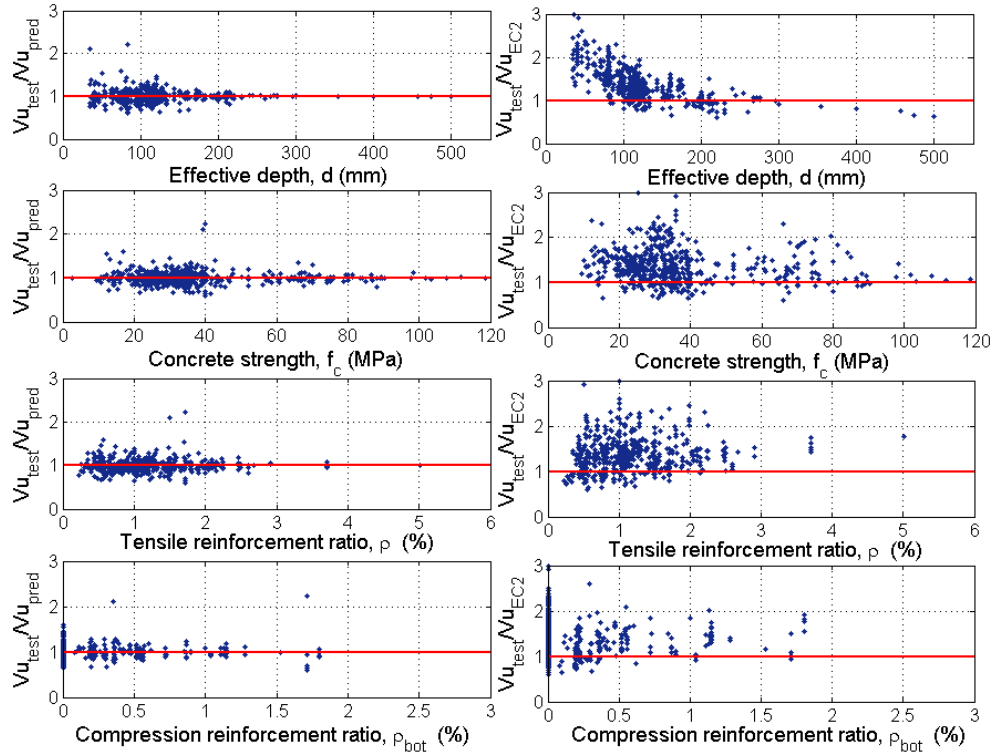 Vu_test/Vu_pred
3
2
1
0
0 100 200 300 400 500
Effective depth, d (mm)
Vu_test/Vu_EC2
3
2
1
0
0 100 200 300 400 500
Effective depth, d (mm)
Vu_test/Vu_pred
3
2
1
0
0 20 40 60 80 100 120
Concrete strength, f_c (MPa)
Vu_test/Vu_EC2
3
2
1
0
0 20 40 60 80 100 120
Concrete strength, f_c (MPa)
Vu_test/Vu_pred
3
2
1
0
0 1 2 3 4 5 6
Tensile reinforcement ratio, ρ (%)
Vu_test/Vu_EC2
3
2
1
0
0 1 2 3 4 5 6
Tensile reinforcement ratio, ρ (%)
Vu_test/Vu_pred
3
2
1
0
0 0.5 1 1.5 2 2.5 3
Compression reinforcement ratio, ρ_bot (%)
Vu_test/Vu_EC2
3
2
1
0
0 0.5 1 1.5 2 2.5 3
Compression reinforcement ratio, ρ_bot (%)